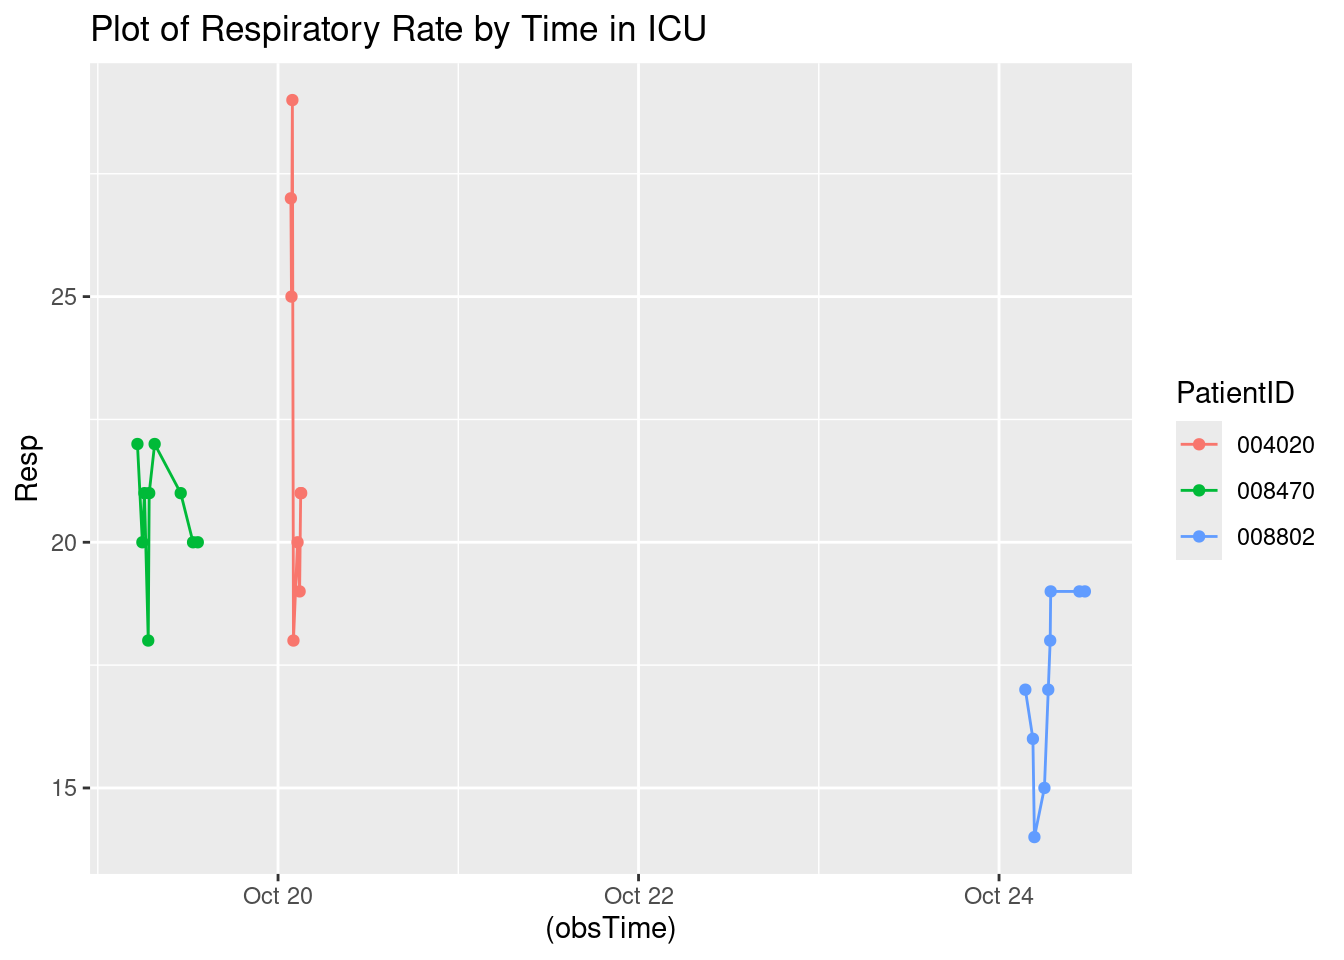 Plot of Respiratory Rate by Time in ICU
Resp
25
20
15
Oct 20
Oct 22
Oct 24
(obsTime)
PatientID
004020
008470
008802